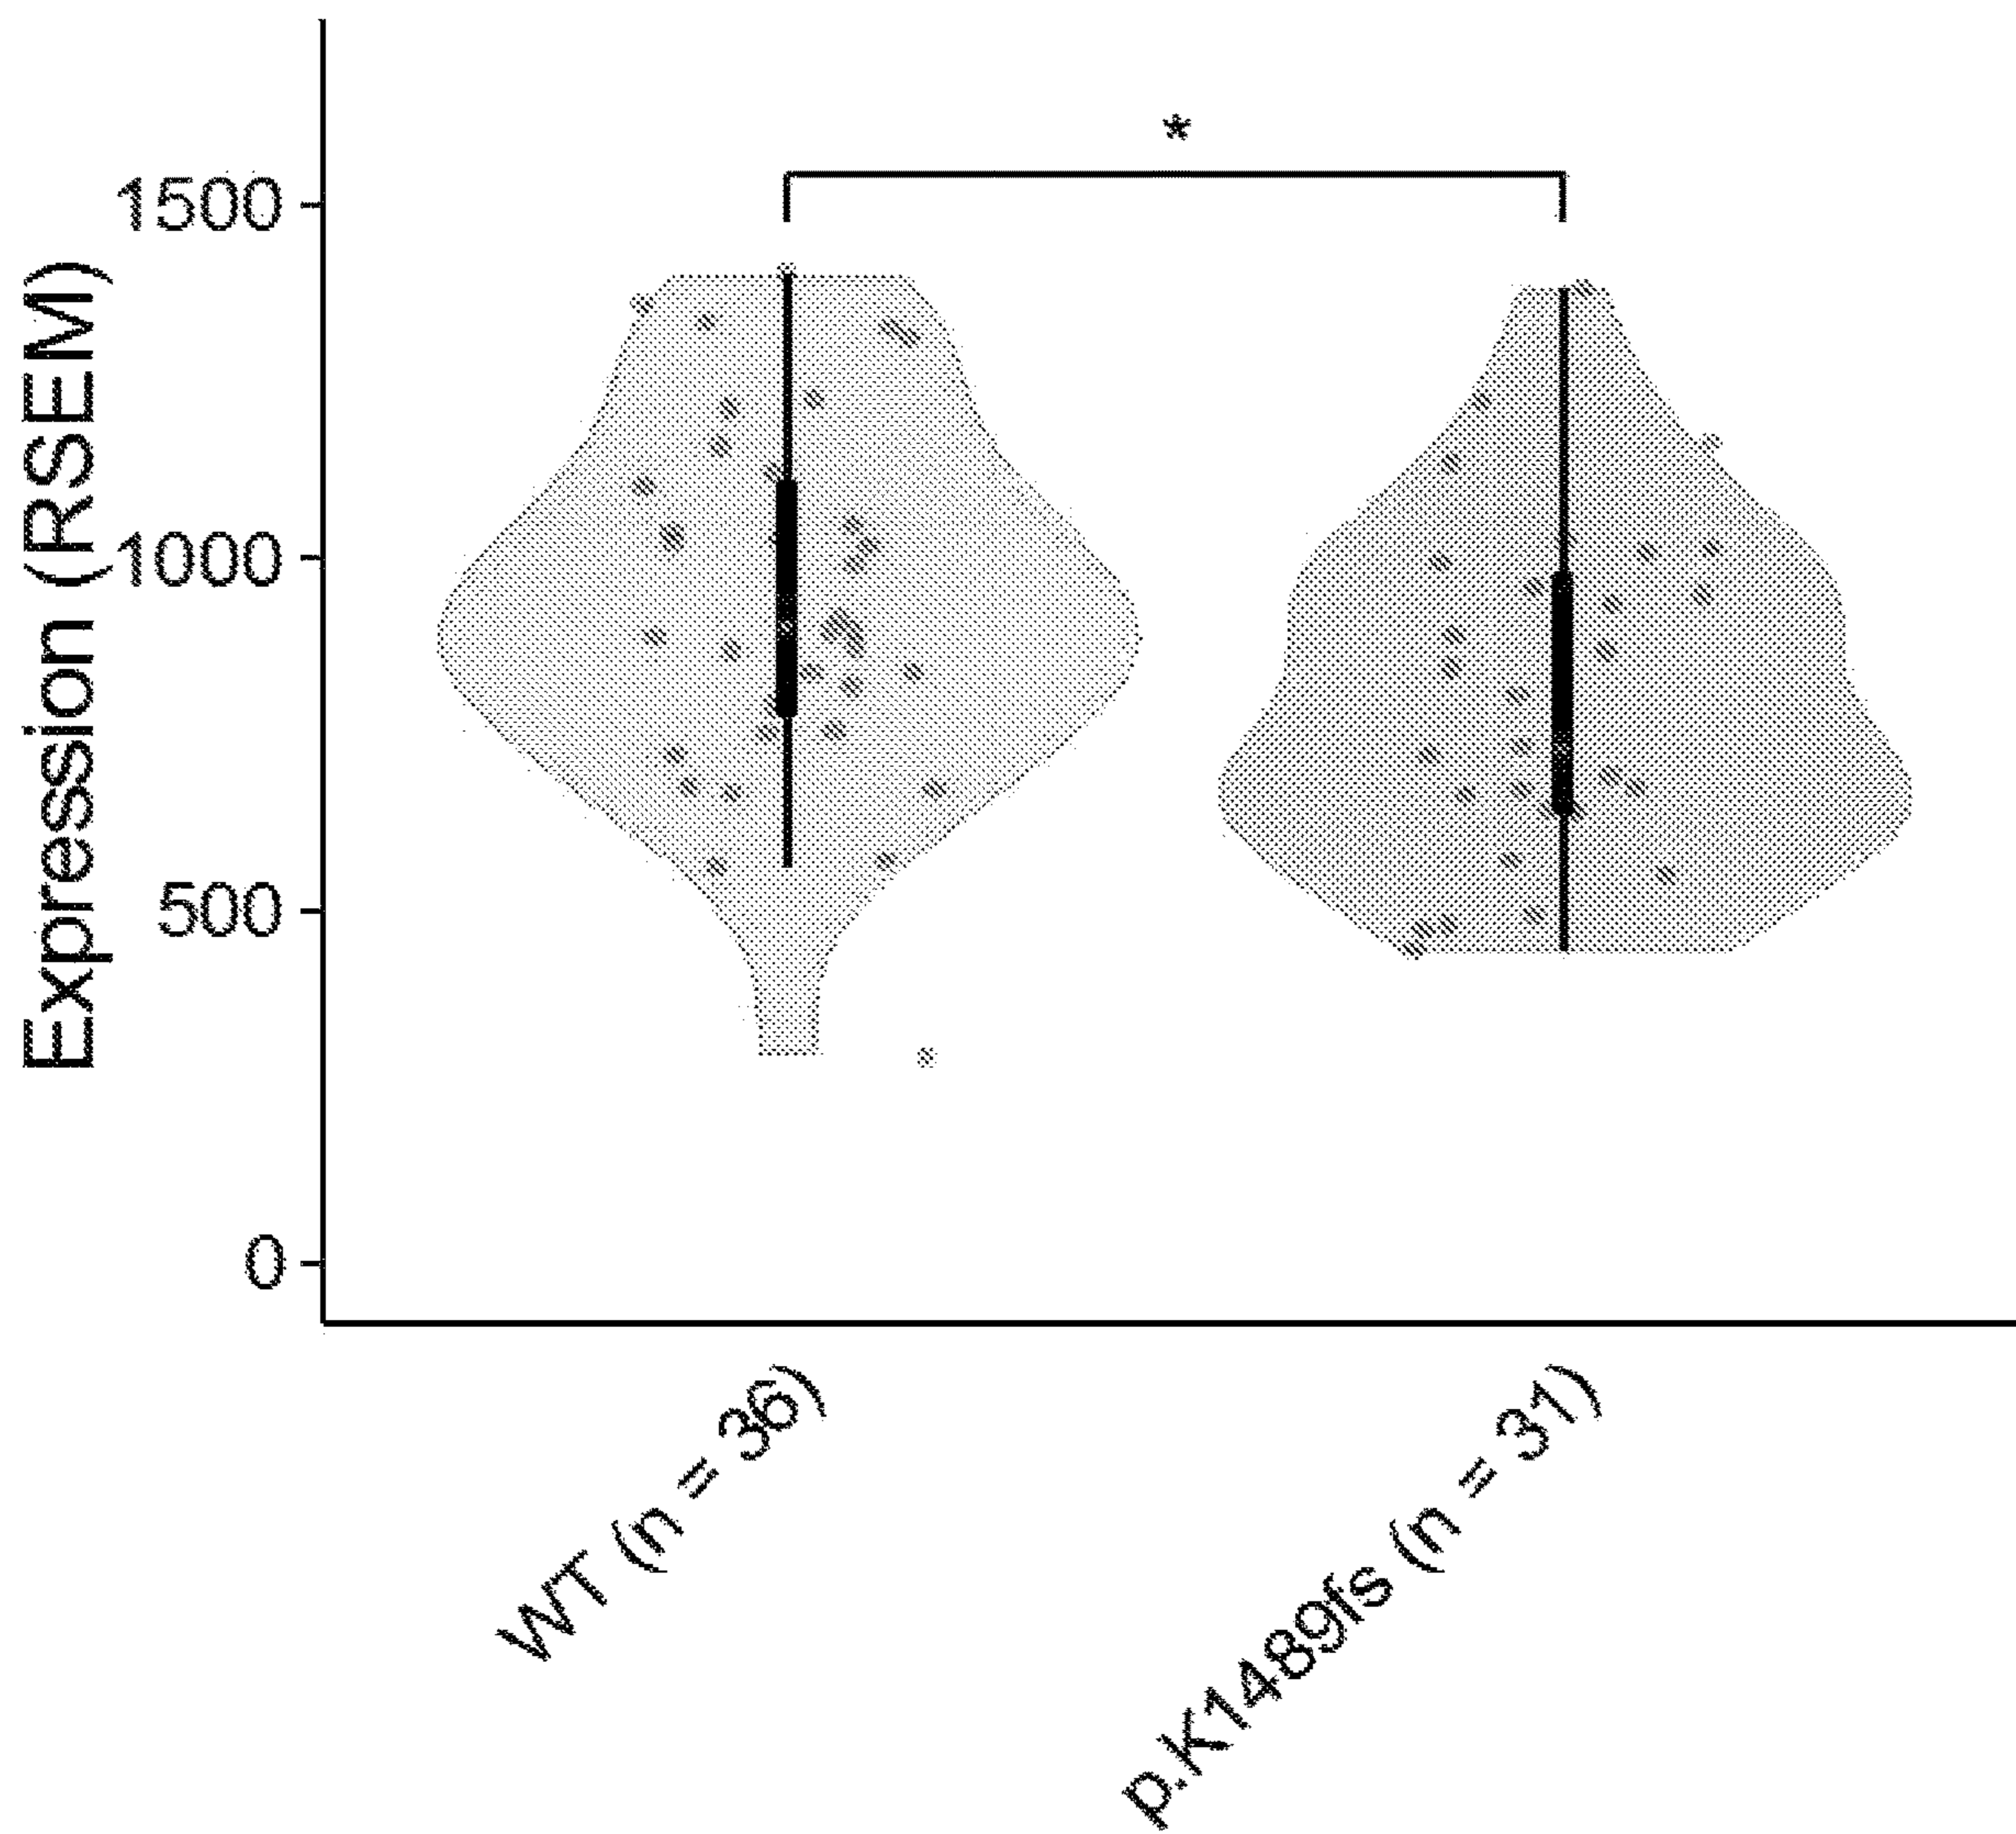 *
1500
1000
500
0
Expression (RSEM)
WT (n = 36)
p.K1489fs (n = 31)